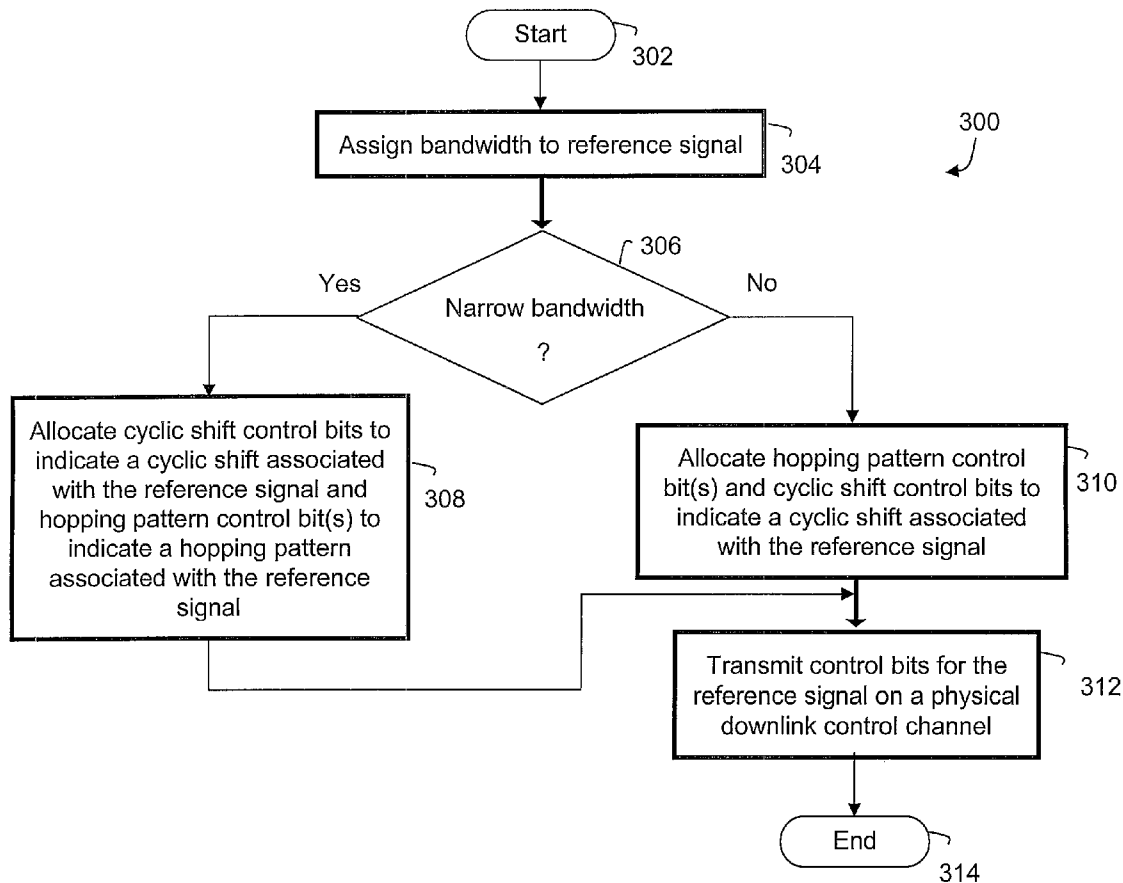 Start
302
300
Assign bandwidth to reference signal
304
306
Yes
No
Narrow bandwidth
?
Allocate cyclic shift control bits to
indicate a cyclic shift associated
with the reference signal and
hopping pattern control bit(s) to
indicate a hopping pattern
associated with the reference
signal
308
Allocate hopping pattern control
bit(s) and cyclic shift control bits to
indicate a cyclic shift associated
with the reference signal
310
Transmit control bits for the
reference signal on a physical
downlink control channel
312
End
314